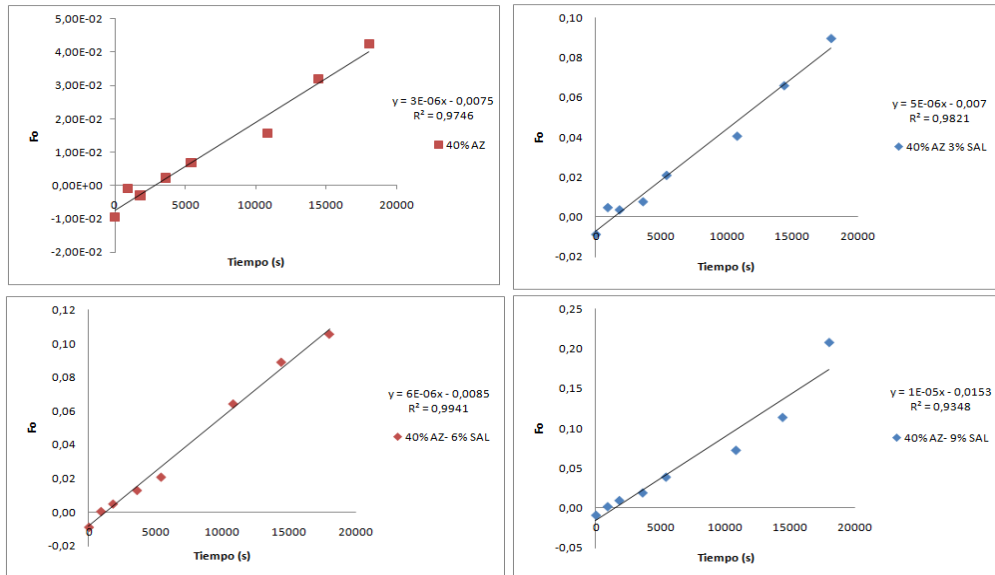 5,00E-02
4,00E-02
3,00E-02
2,00E-02
1,00E-02
0,00E+00
-1,00E-02
-2,00E-02
Fo
0
5000
10000
15000
20000
Tiempo (s)
y = 3E-06x - 0,0075
R² = 0,9746
40% AZ
0,10
0,08
0,06
0,04
0,02
0,00
-0,02
Fo
0
5000
10000
15000
20000
Tiempo (s)
y = 5E-06x - 0,007
R² = 0,9821
40% AZ 3% SAL
0,12
0,10
0,08
0,06
0,04
0,02
0,00
-0,02
Fo
0
5000
10000
15000
20000
Tiempo (s)
y = 6E-06x - 0,0085
R² = 0,9941
40% AZ- 6% SAL
0,25
0,20
0,15
0,10
0,05
0,00
-0,05
Fo
0
5000
10000
15000
20000
Tiempo (s)
y = 1E-05x - 0,0153
R² = 0,9348
40% AZ- 9% SAL